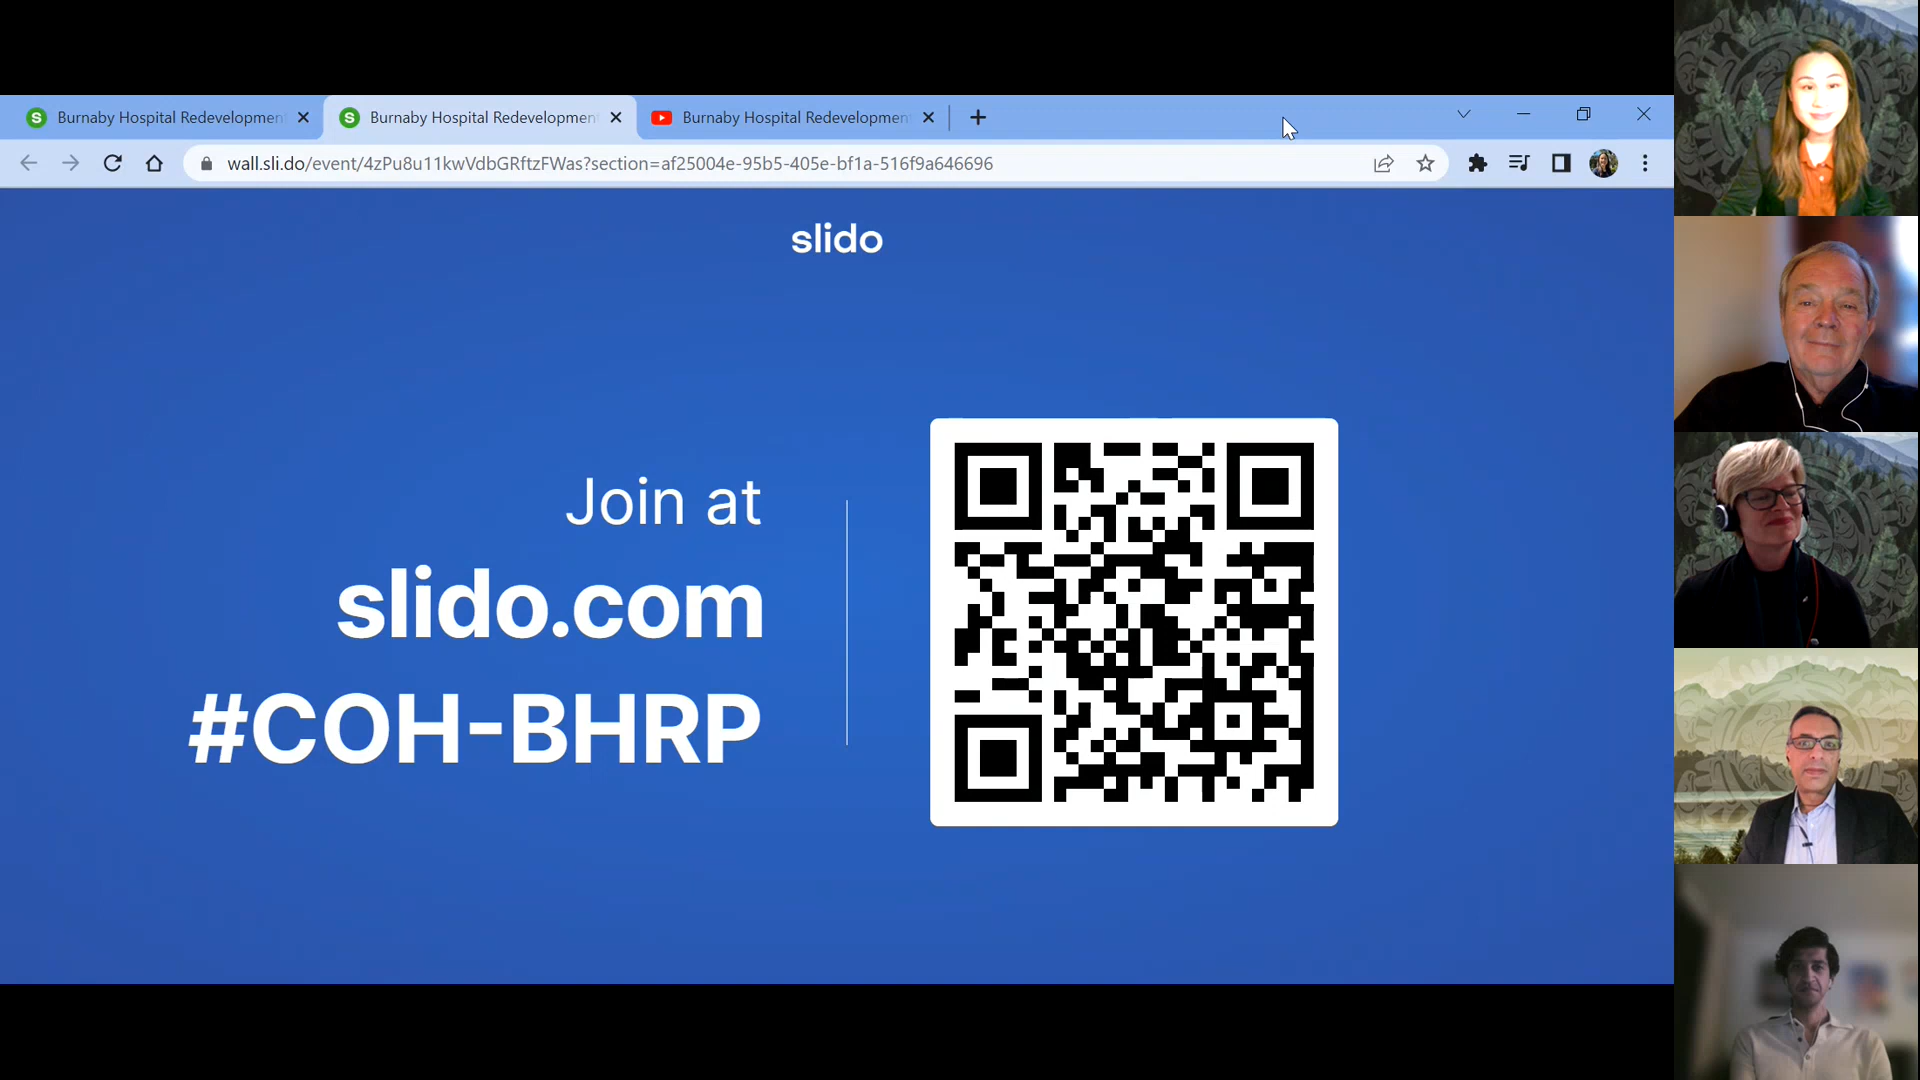 Burnaby Hospital Redevelopmen
Burnaby Hospital Redevelopmen
Burnaby Hospital Redevelopmen
wall.sli.do/event/4zPu8u11kwVdbGRftzFWas?section=af25004e-95b5-405e-bf1a-516f9a646696
slido
Join at
slido.com
#COH-BHRP